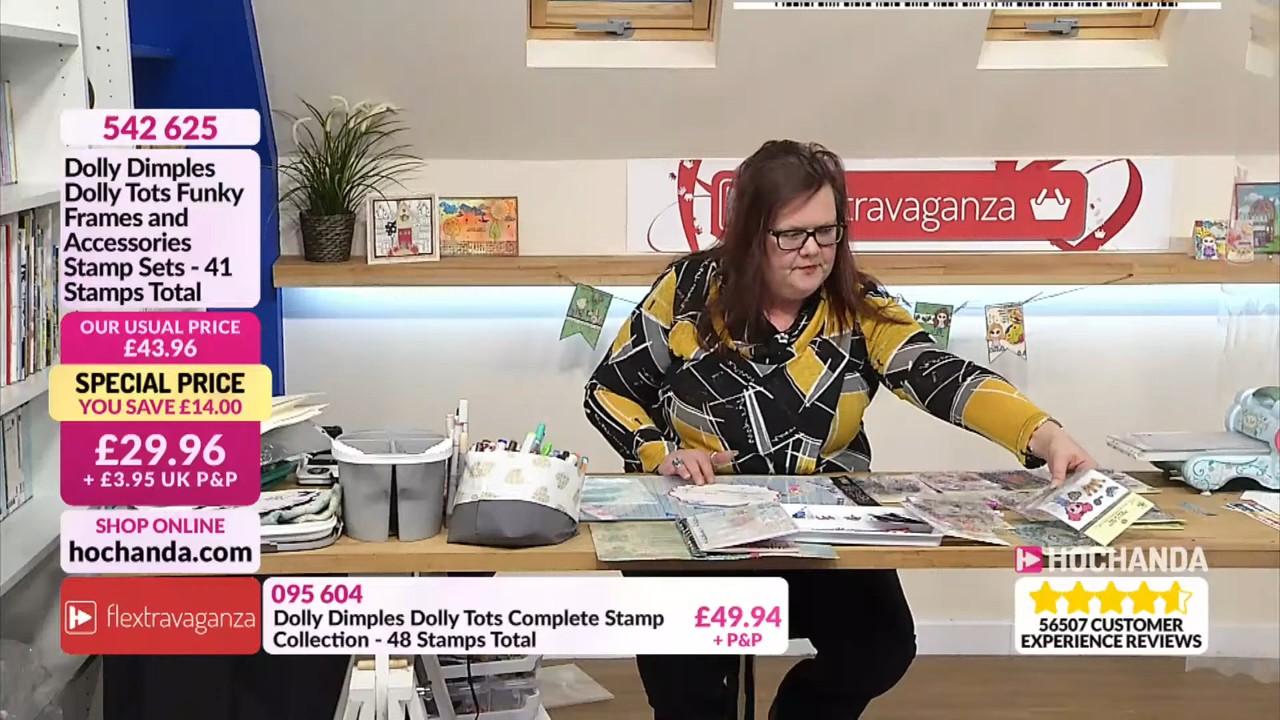 542 625
Dolly Dimples
Dolly Tots Funky
Frames and
Accessories
Stamp Sets - 41
Stamps Total
OUR USUAL PRICE
£43.96
SPECIAL PRICE
YOU SAVE £14.00
£29.96
+ £3.95 UK P&P
SHOP ONLINE
hochanda.com
travaganza
flextravaganza
095 604
Dolly Dimples Dolly Tots Complete Stamp
Collection - 48 Stamps Total
£49.94
+ P&P
HOCHANDA
56507 CUSTOMER
EXPERIENCE REVIEWS